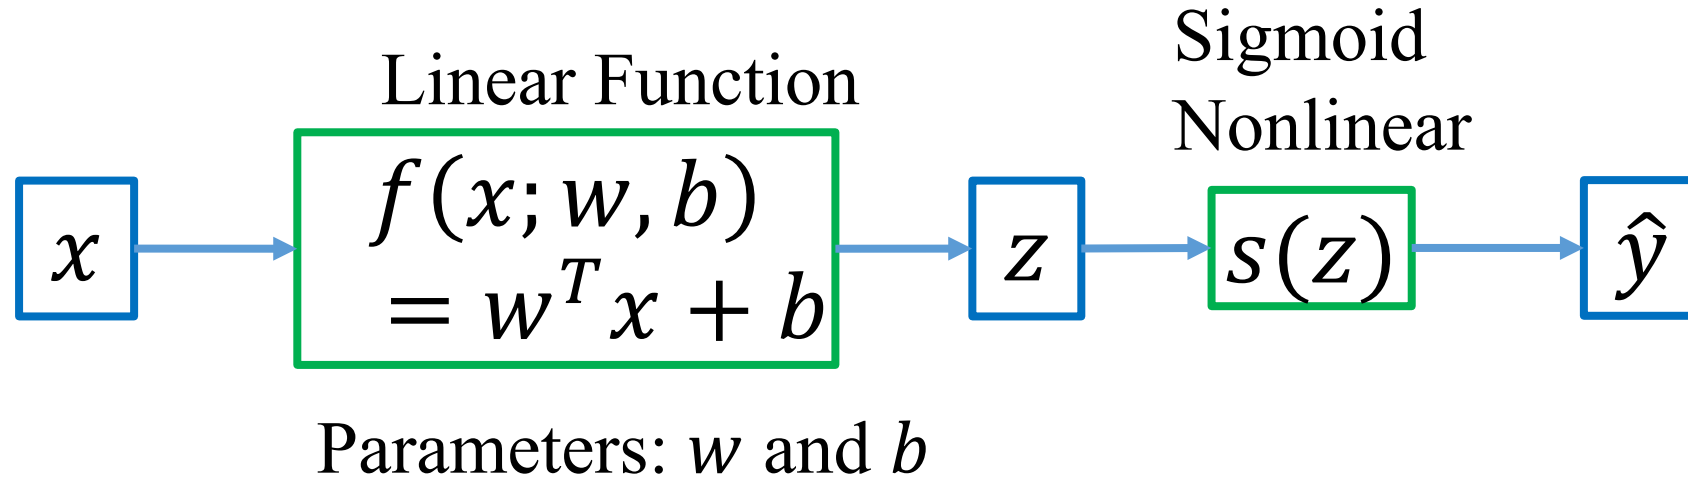 Linear Function
Sigmoid
Nonlinear
x
f(x; w, b)
= w^T x + b
z
s(z)
ŷ
Parameters: w and b